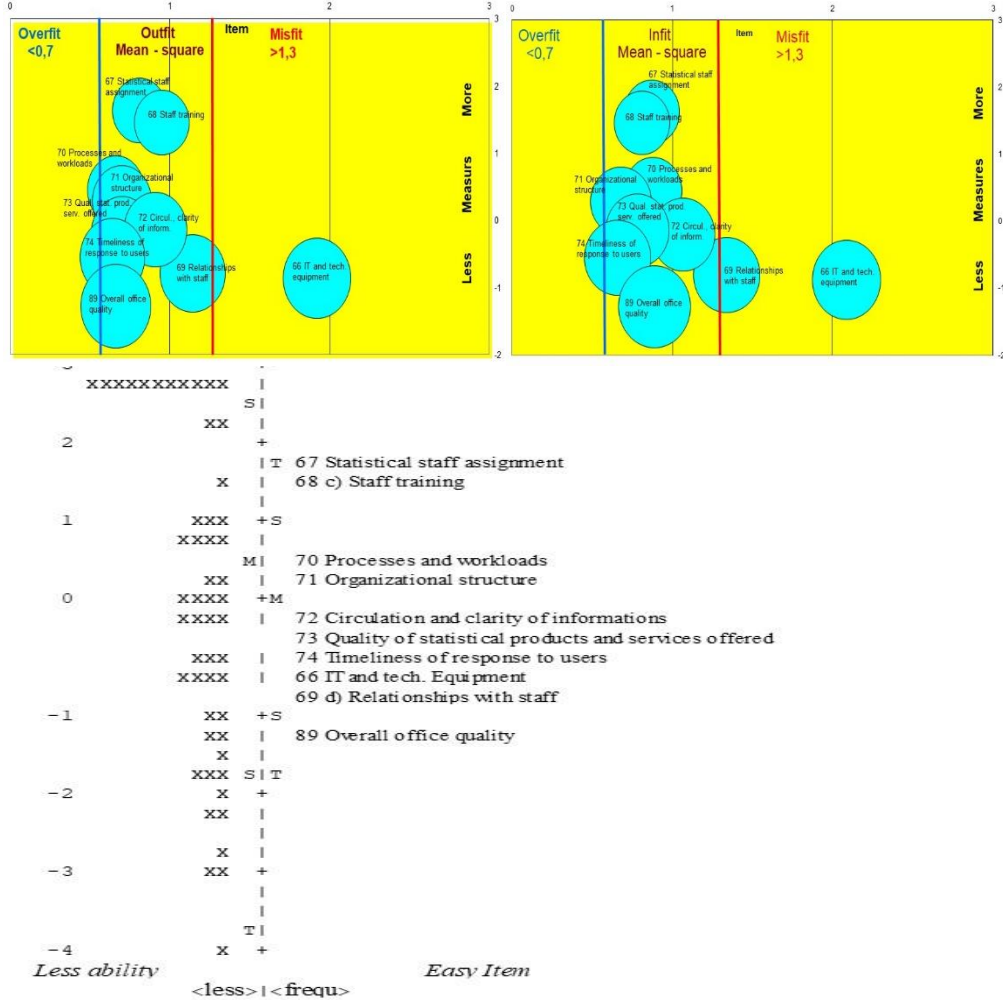 0 1 2 3
Overfit
<0,7
Outfit
Mean - square
Item
Misfit
>1,3
67 Statistical staff
assignment
68 Staff training
70 Processes and
workloads
71 Organizational
structure
73 Qual. stat. prod.
serv. offered
72 Circul., clarity
of inform.
74 Timeliness of
response to users
69 Relationships
with staff
66 IT and tech.
equipment
89 Overall office
quality
More
Measurs
Less
3
2
1
0
-1
-2
0 1 2 3
Overfit
<0,7
Infit
Mean - square
Item
Misfit
>1,3
67 Statistical staff
assigment
68 Staff training
70 Processes and
workloads
71 Organizational
structure
73 Qual. stat. prod.
serv. offered
72 Circul., clarity
of inform.
74 Timeliness of
response to users
69 Relationships
with staff
66 IT and tech.
equipment
89 Overall office
quality
More
Measures
Less
3
2
1
0
-1
-2
XXXXXXXXXXX |
S|
XX |
2 +
|T 67 Statistical staff assignment
X | 68 c) Staff training
|
1 XXX +S
XXXX |
M| 70 Processes and workloads
XX | 71 Organizational structure
0 XXXX +M
XXXX | 72 Circulation and clarity of informations
73 Quality of statistical products and services offered
XXX | 74 Timeliness of response to users
XXXX | 66 IT and tech. Equipment
69 d) Relationships with staff
-1 XX +S
XX | 89 Overall office quality
X |
XXX S|T
-2 X +
XX |
|
X |
-3 XX +
|
|
T|
-4 X +
Less ability Easy Item
<less>|<frequ>